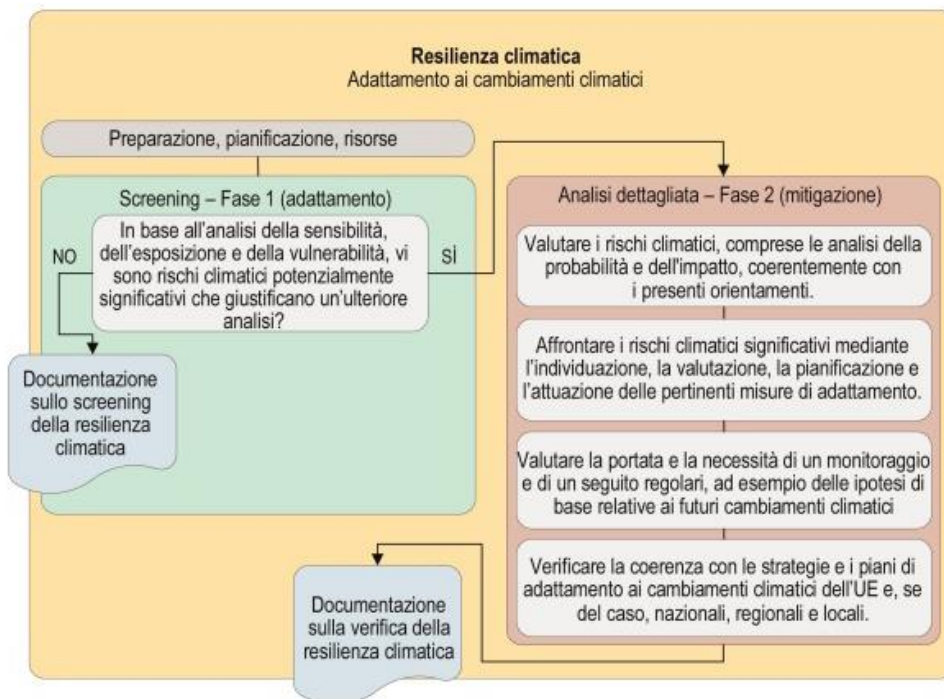 Resilienza climatica
Adattamento ai cambiamenti climatici
Preparazione, pianificazione, risorse
Screening – Fase 1 (adattamento)
In base all'analisi della sensibilità,
dell'esposizione e della vulnerabilità, vi
sono rischi climatici potenzialmente
significativi che giustificano un'ulteriore
analisi?
NO
SÌ
Documentazione
sullo screening
della resilienza
climatica
Analisi dettagliata – Fase 2 (mitigazione)
Valutare i rischi climatici, comprese le analisi della
probabilità e dell'impatto, coerentemente con
i presenti orientamenti.
Affrontare i rischi climatici significativi mediante
l'individuazione, la valutazione, la pianificazione e
l'attuazione delle pertinenti misure di adattamento.
Valutare la portata e la necessità di un monitoraggio
e di un seguito regolari, ad esempio delle ipotesi di
base relative ai futuri cambiamenti climatici
Verificare la coerenza con le strategie e i piani di
adattamento ai cambiamenti climatici dell'UE e, se
del caso, nazionali, regionali e locali.
Documentazione
sulla verifica della
resilienza climatica